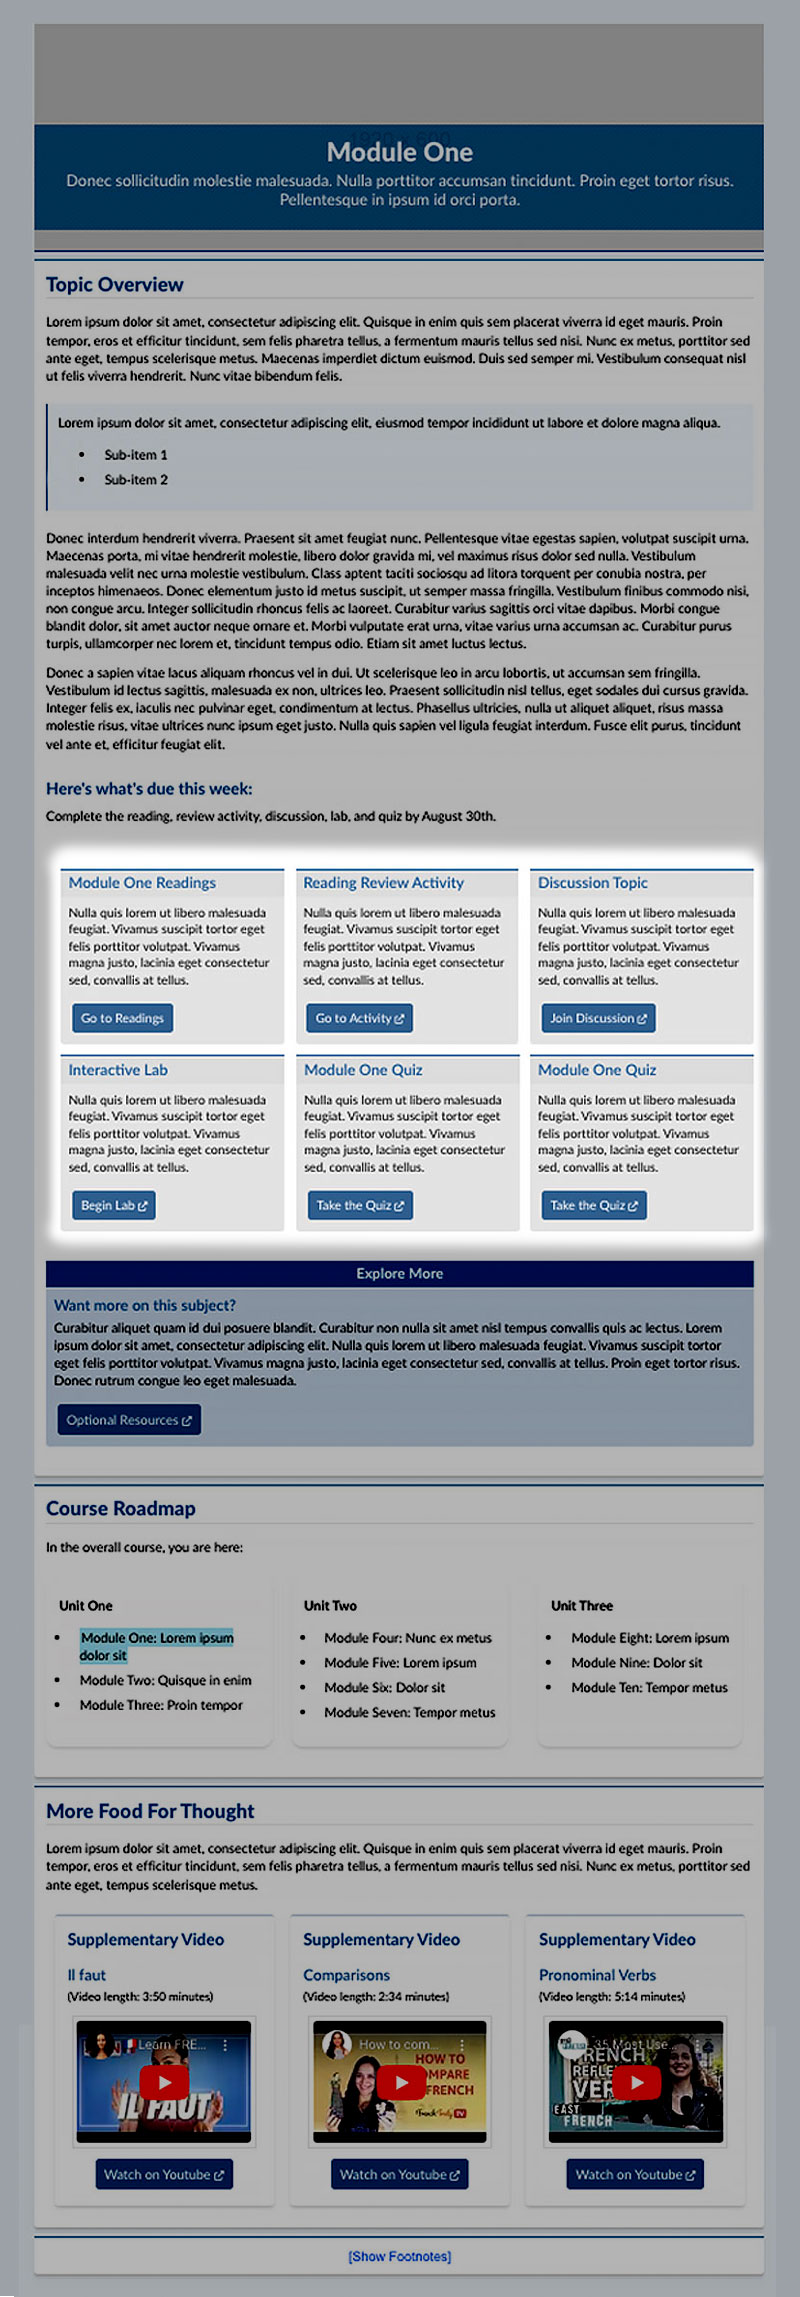 1920 x 600
Module One
Donec sollicitudin molestie malesuada. Nulla porttitor accumsan tincidunt. Proin eget tortor risus.
Pellentesque in ipsum id orci porta.
Topic Overview
Lorem ipsum dolor sit amet, consectetur adipiscing elit. Quisque in enim quis sem placerat viverra id eget mauris. Proin
tempor, eros et efficitur tincidunt, sem felis pharetra tellus, a fermentum mauris tellus sed nisi. Nunc ex metus, porttitor sed
ante eget, tempus scelerisque metus. Maecenas imperdiet dictum euismod. Duis sed semper mi. Vestibulum consequat nisl
ut felis viverra hendrerit. Nunc vitae bibendum felis.
Lorem ipsum dolor sit amet, consectetur adipiscing elit, eiusmod tempor incididunt ut labore et dolore magna aliqua.
• Sub-item 1
• Sub-item 2
Donec interdum hendrerit viverra. Praesent sit amet feugiat nunc. Pellentesque vitae egestas sapien, volutpat suscipit urna.
Maecenas porta, mi vitae hendrerit molestie, libero dolor gravida mi, vel maximus risus dolor sed nulla. Vestibulum
malesuada velit nec urna molestie vestibulum. Class aptent taciti sociosqu ad litora torquent per conubia nostra, per
inceptos himenaeos. Donec elementum justo id metus suscipit, ut semper massa fringilla. Vestibulum finibus commodo nisi,
non congue arcu. Integer sollicitudin rhoncus felis ac laoreet. Curabitur varius sagittis orci vitae dapibus. Morbi congue
blandit dolor, sit amet auctor neque ornare et. Morbi vulputate erat urna, vitae varius urna accumsan ac. Curabitur purus
turpis, ullamcorper nec lorem et, tincidunt tempus odio. Etiam sit amet luctus lectus.
Donec a sapien vitae lacus aliquam rhoncus vel in dui. Ut scelerisque leo in arcu lobortis, ut accumsan sem fringilla.
Vestibulum id lectus sagittis, malesuada ex non, ultrices leo. Praesent sollicitudin nisl tellus, eget sodales dui cursus gravida.
Integer felis ex, iaculis nec pulvinar eget, condimentum at lectus. Phasellus ultricies, nulla ut aliquet aliquet, risus massa
molestie risus, vitae ultrices nunc ipsum eget justo. Nulla quis sapien vel ligula feugiat interdum. Fusce elit purus, tincidunt
vel ante et, efficitur feugiat elit.
Here's what's due this week:
Complete the reading, review activity, discussion, lab, and quiz by August 30th.
Module One Readings
Nulla quis lorem ut libero malesuada
feugiat. Vivamus suscipit tortor eget
felis porttitor volutpat. Vivamus
magna justo, lacinia eget consectetur
sed, convallis at tellus.
Go to Readings
Reading Review Activity
Nulla quis lorem ut libero malesuada
feugiat. Vivamus suscipit tortor eget
felis porttitor volutpat. Vivamus
magna justo, lacinia eget consectetur
sed, convallis at tellus.
Go to Activity
Discussion Topic
Nulla quis lorem ut libero malesuada
feugiat. Vivamus suscipit tortor eget
felis porttitor volutpat. Vivamus
magna justo, lacinia eget consectetur
sed, convallis at tellus.
Join Discussion
Interactive Lab
Nulla quis lorem ut libero malesuada
feugiat. Vivamus suscipit tortor eget
felis porttitor volutpat. Vivamus
magna justo, lacinia eget consectetur
sed, convallis at tellus.
Begin Lab
Module One Quiz
Nulla quis lorem ut libero malesuada
feugiat. Vivamus suscipit tortor eget
felis porttitor volutpat. Vivamus
magna justo, lacinia eget consectetur
sed, convallis at tellus.
Take the Quiz
Module One Quiz
Nulla quis lorem ut libero malesuada
feugiat. Vivamus suscipit tortor eget
felis porttitor volutpat. Vivamus
magna justo, lacinia eget consectetur
sed, convallis at tellus.
Take the Quiz
Explore More
Want more on this subject?
Curabitur aliquet quam id dui posuere blandit. Curabitur non nulla sit amet nisl tempus convallis quis ac lectus. Lorem
ipsum dolor sit amet, consectetur adipiscing elit. Nulla quis lorem ut libero malesuada feugiat. Vivamus suscipit tortor
eget felis porttitor volutpat. Vivamus magna justo, lacinia eget consectetur sed, convallis at tellus. Proin eget tortor risus.
Donec rutrum congue leo eget malesuada.
Optional Resources
Course Roadmap
In the overall course, you are here:
Unit One
• Module One: Lorem ipsum
dolor sit
• Module Two: Quisque in enim
• Module Three: Proin tempor
Unit Two
• Module Four: Nunc ex metus
• Module Five: Lorem ipsum
• Module Six: Dolor sit
• Module Seven: Tempor metus
Unit Three
• Module Eight: Lorem ipsum
• Module Nine: Dolor sit
• Module Ten: Tempor metus
More Food For Thought
Lorem ipsum dolor sit amet, consectetur adipiscing elit. Quisque in enim quis sem placerat viverra id eget mauris. Proin
tempor, eros et efficitur tincidunt, sem felis pharetra tellus, a fermentum mauris tellus sed nisi. Nunc ex metus, porttitor sed
ante eget, tempus scelerisque metus.
Supplementary Video
Il faut
(Video length: 3:50 minutes)
Learn FRE...
IL FAUT
Watch on Youtube
Supplementary Video
Comparisons
(Video length: 2:34 minutes)
How to com...
HOW TO
COMPARE
FRENCH
Watch on Youtube
Supplementary Video
Pronominal Verbs
(Video length: 5:14 minutes)
35 Most Use...
FRENCH
REFLE
VER
EAST
FRENCH
Watch on Youtube
[Show Footnotes]